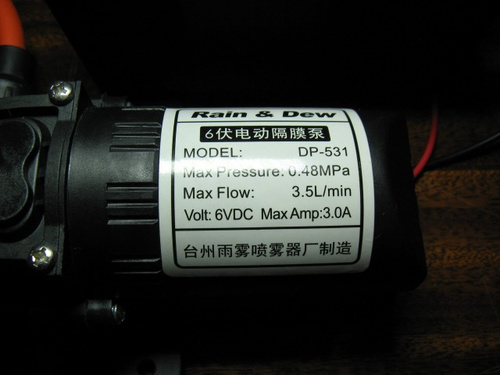 Rain & Dew
6伏电动隔膜泵
MODEL: DP-531
Max Pressure: 0.48MPa
Max Flow: 3.5L/min
Volt: 6VDC Max Amp:3.0A
台州雨雾喷雾器厂制造